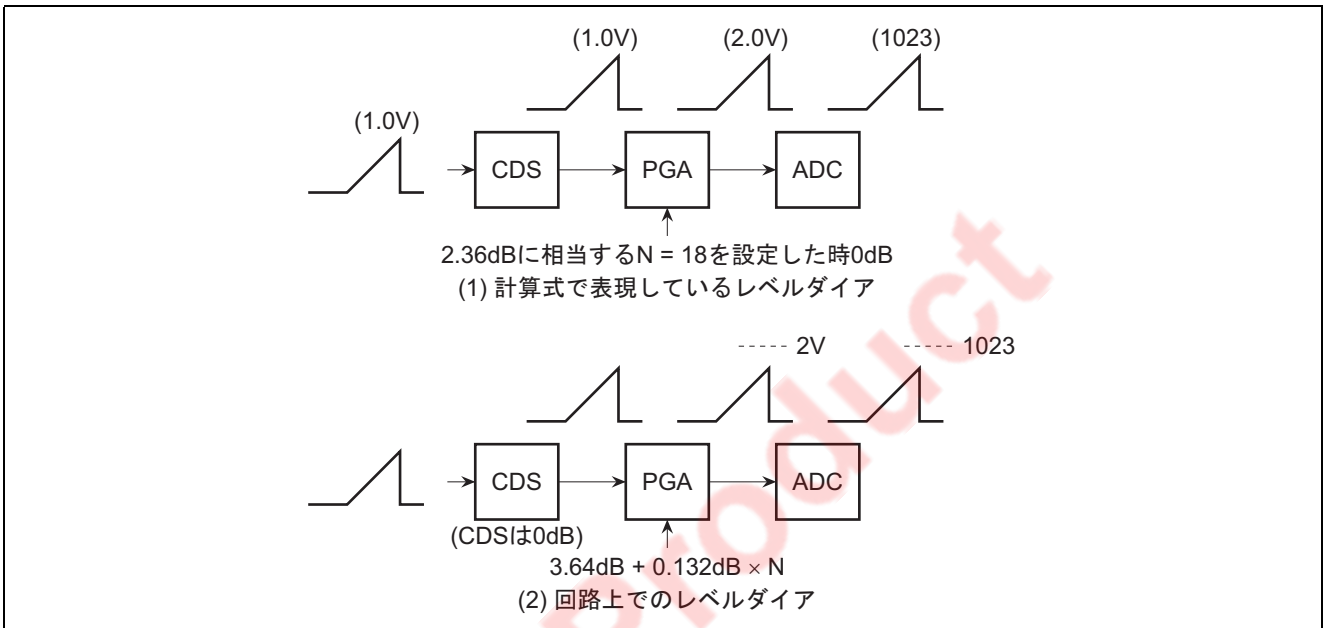 (1.0V) (2.0V) (1023)
(1.0V)
CDS PGA ADC
2.36dBに相当するN = 18を設定した時0dB
(1) 計算式で表現しているレベルダイア
----- 2V ----- 1023
CDS PGA ADC
(CDSは0dB)
3.64dB + 0.132dB × N
(2) 回路上でのレベルダイア
Product